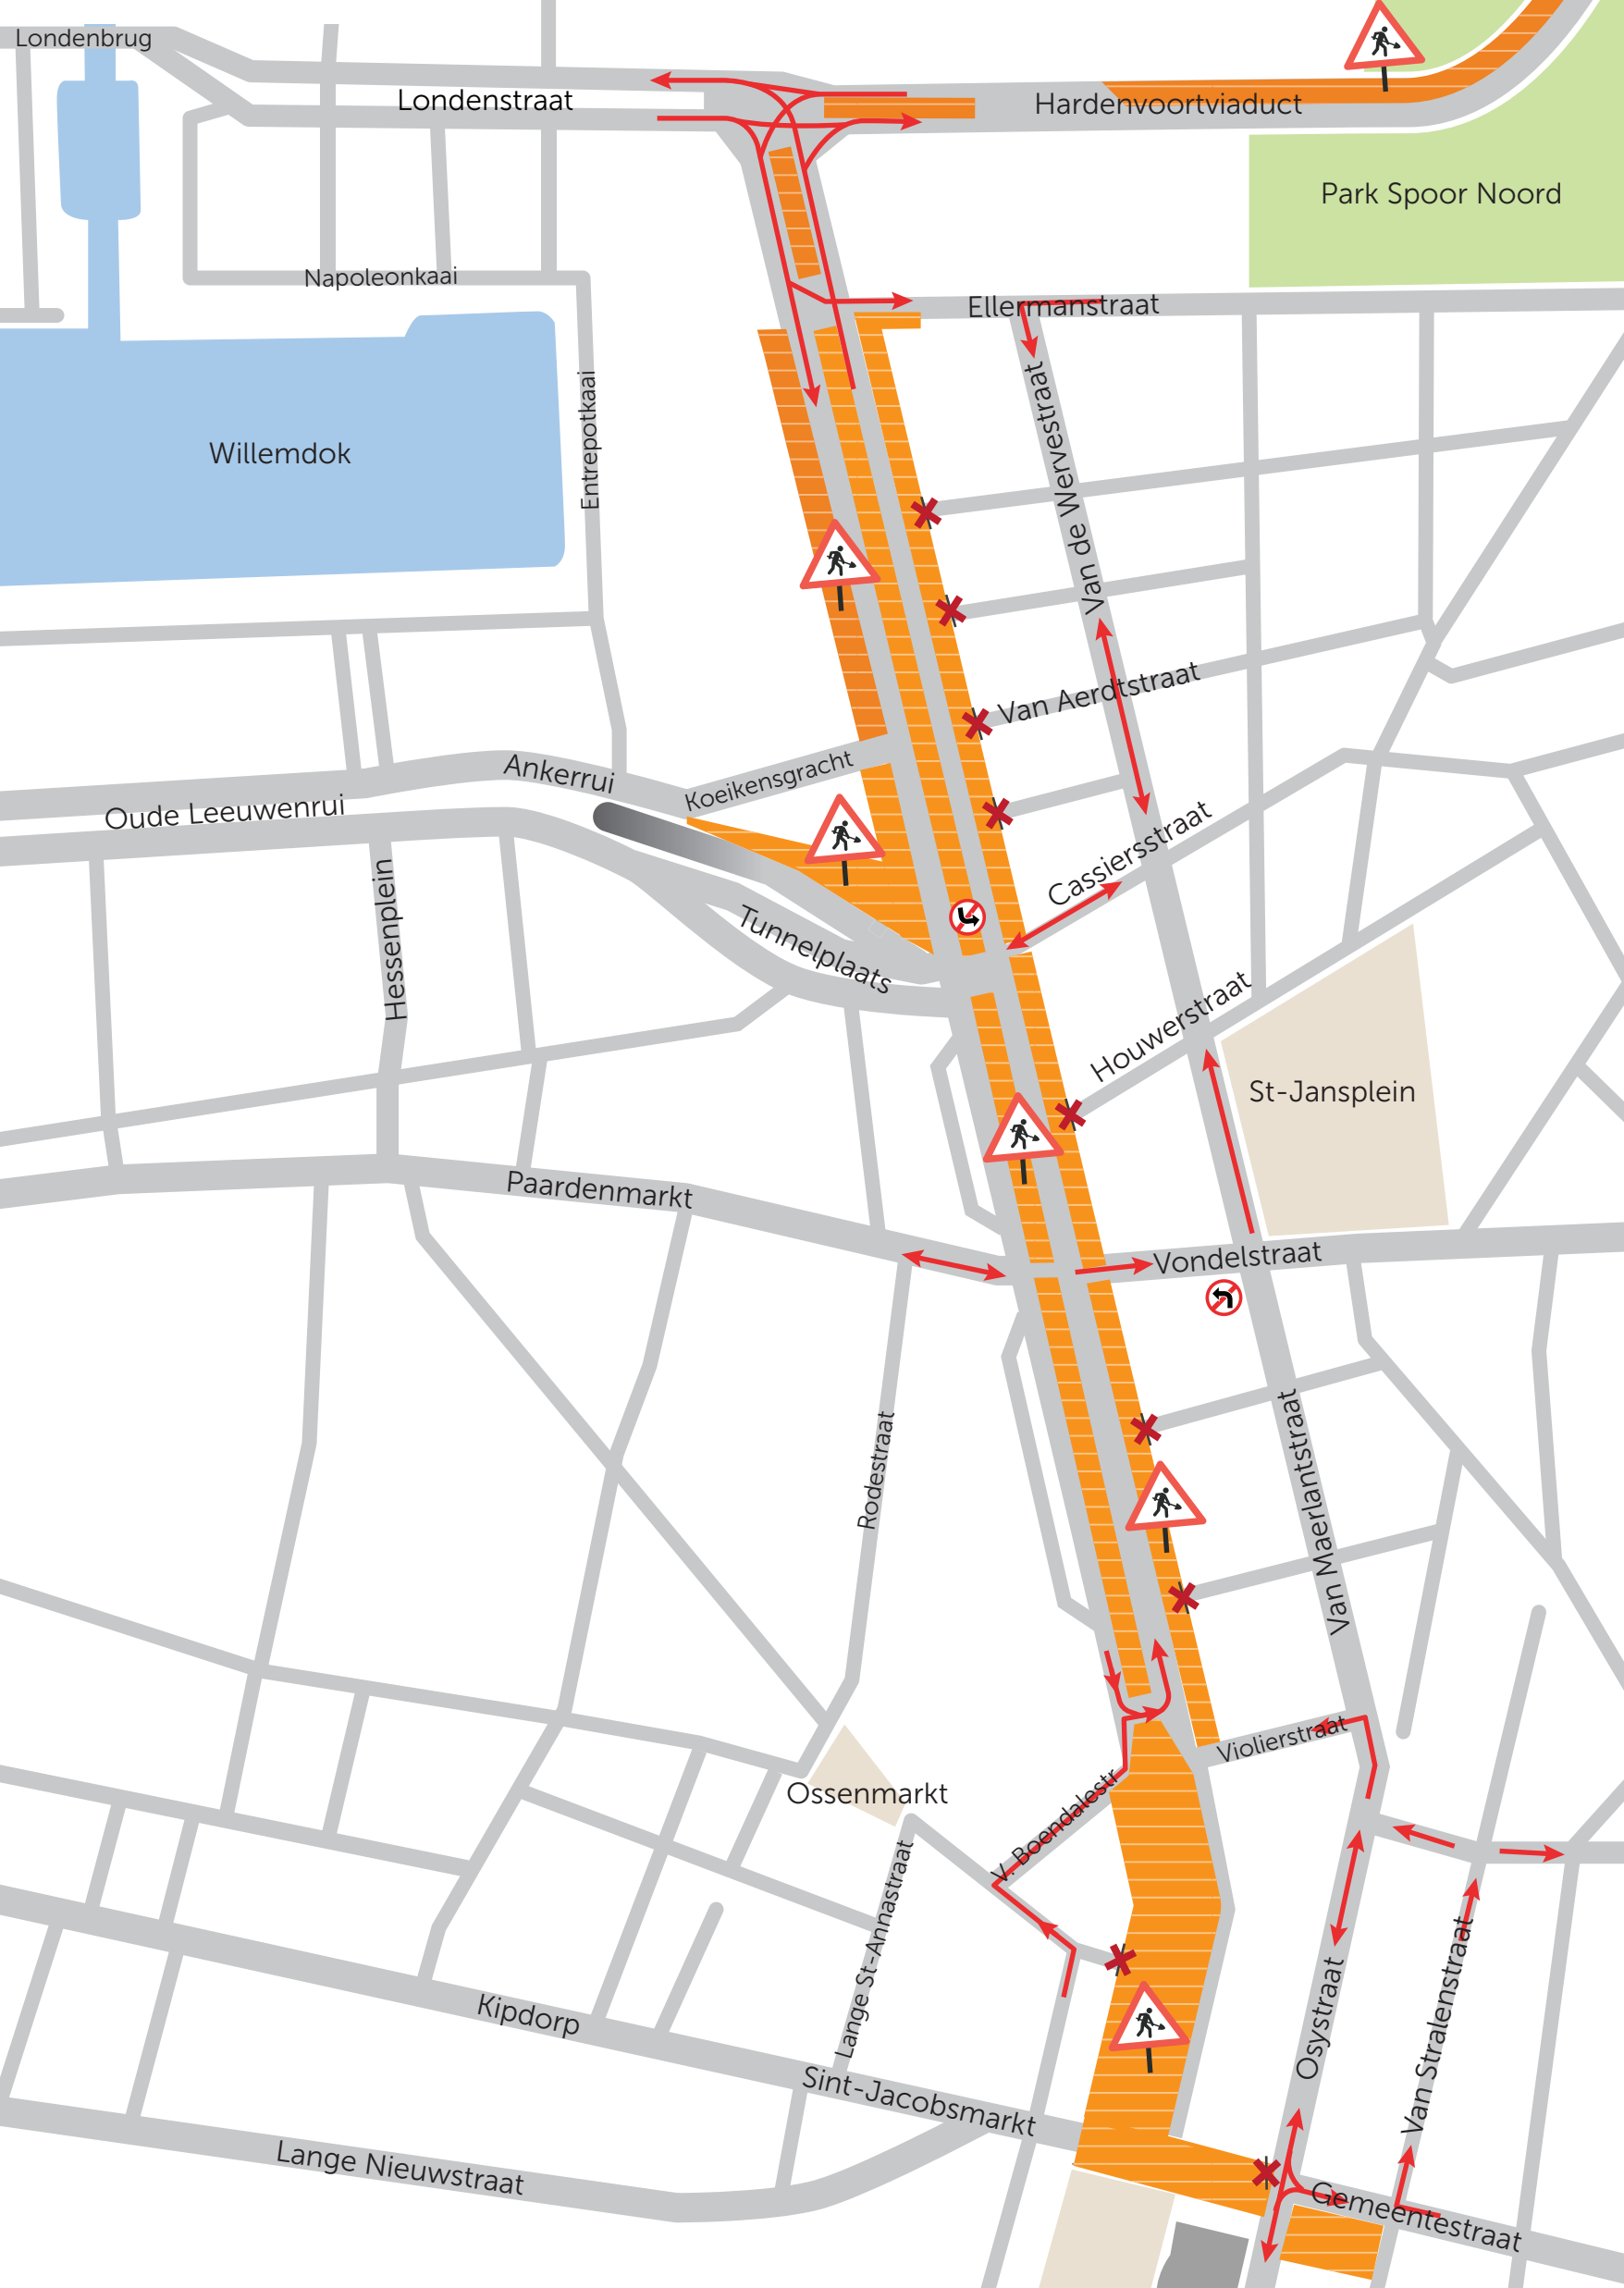 Londenbrug
Londenstraat
Hardenvoortviaduct
Park Spoor Noord
Napoleonkaai
Ellermanstraat
Entrepotkaai
Van de Wervestraat
Willemdok
Van Aerdtstraat
Ankerrui
Koeikensgracht
Oude Leeuwenrui
Cassiersstraat
Hessenplein
Tunnelplaats
Houwerstraat
St-Jansplein
Paardenmarkt
Vondelstraat
Rodestraat
Van Maerlantstraat
Violierstraat
Ossenmarkt
V. Boendalestr
Lange St-Annastraat
Osystraat
Van Stralenstraat
Kipdorp
Sint-Jacobsmarkt
Lange Nieuwstraat
Gemeentestraat